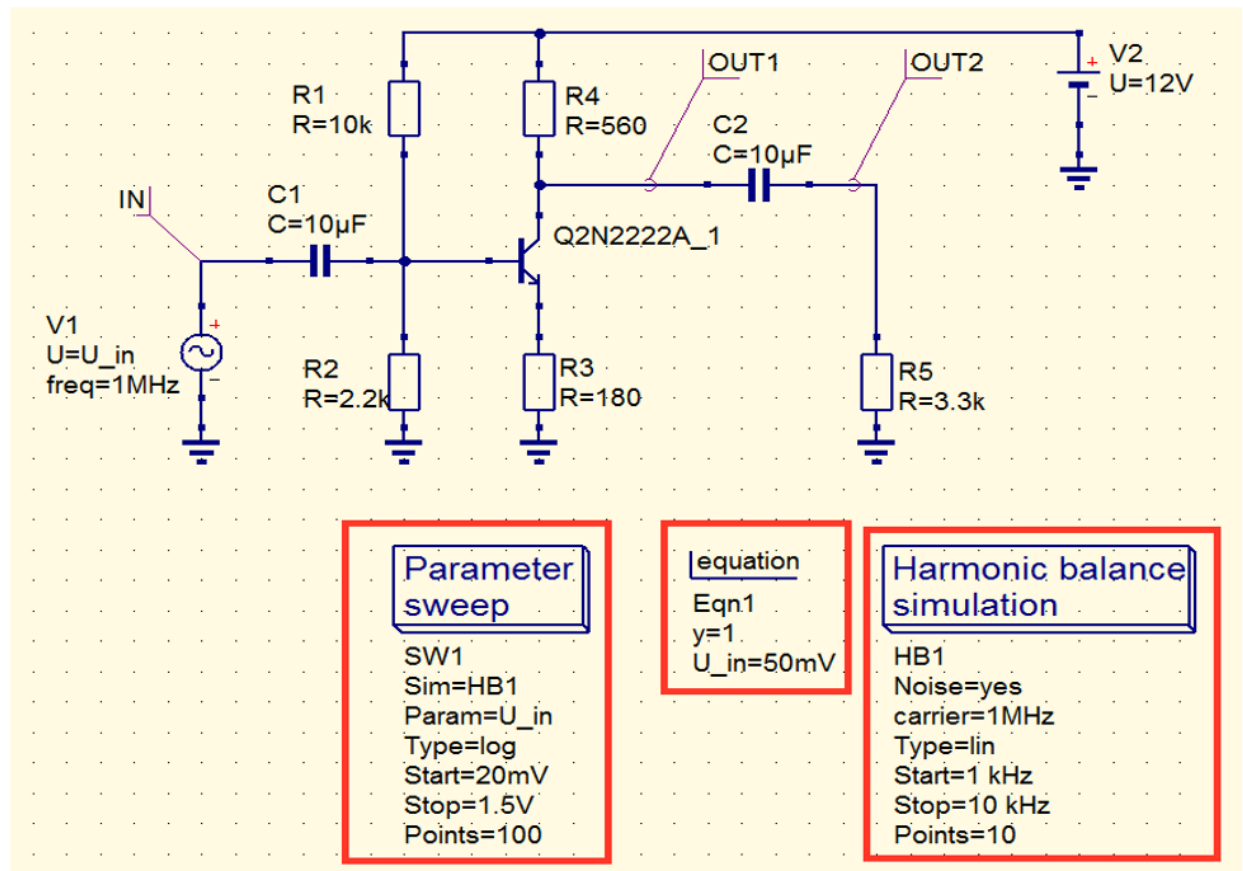 OUT1
OUT2
V2
U=12V
R1
R=10k
R4
R=560
C2
C=10µF
IN
C1
C=10µF
Q2N2222A_1
V1
U=U_in
freq=1MHz
R2
R=2.2k
R3
R=180
R5
R=3.3k
Parameter
sweep
SW1
Sim=HB1
Param=U_in
Type=log
Start=20mV
Stop=1.5V
Points=100
equation
Eqn1
y=1
U_in=50mV
Harmonic balance
simulation
HB1
Noise=yes
carrier=1MHz
Type=lin
Start=1 kHz
Stop=10 kHz
Points=10